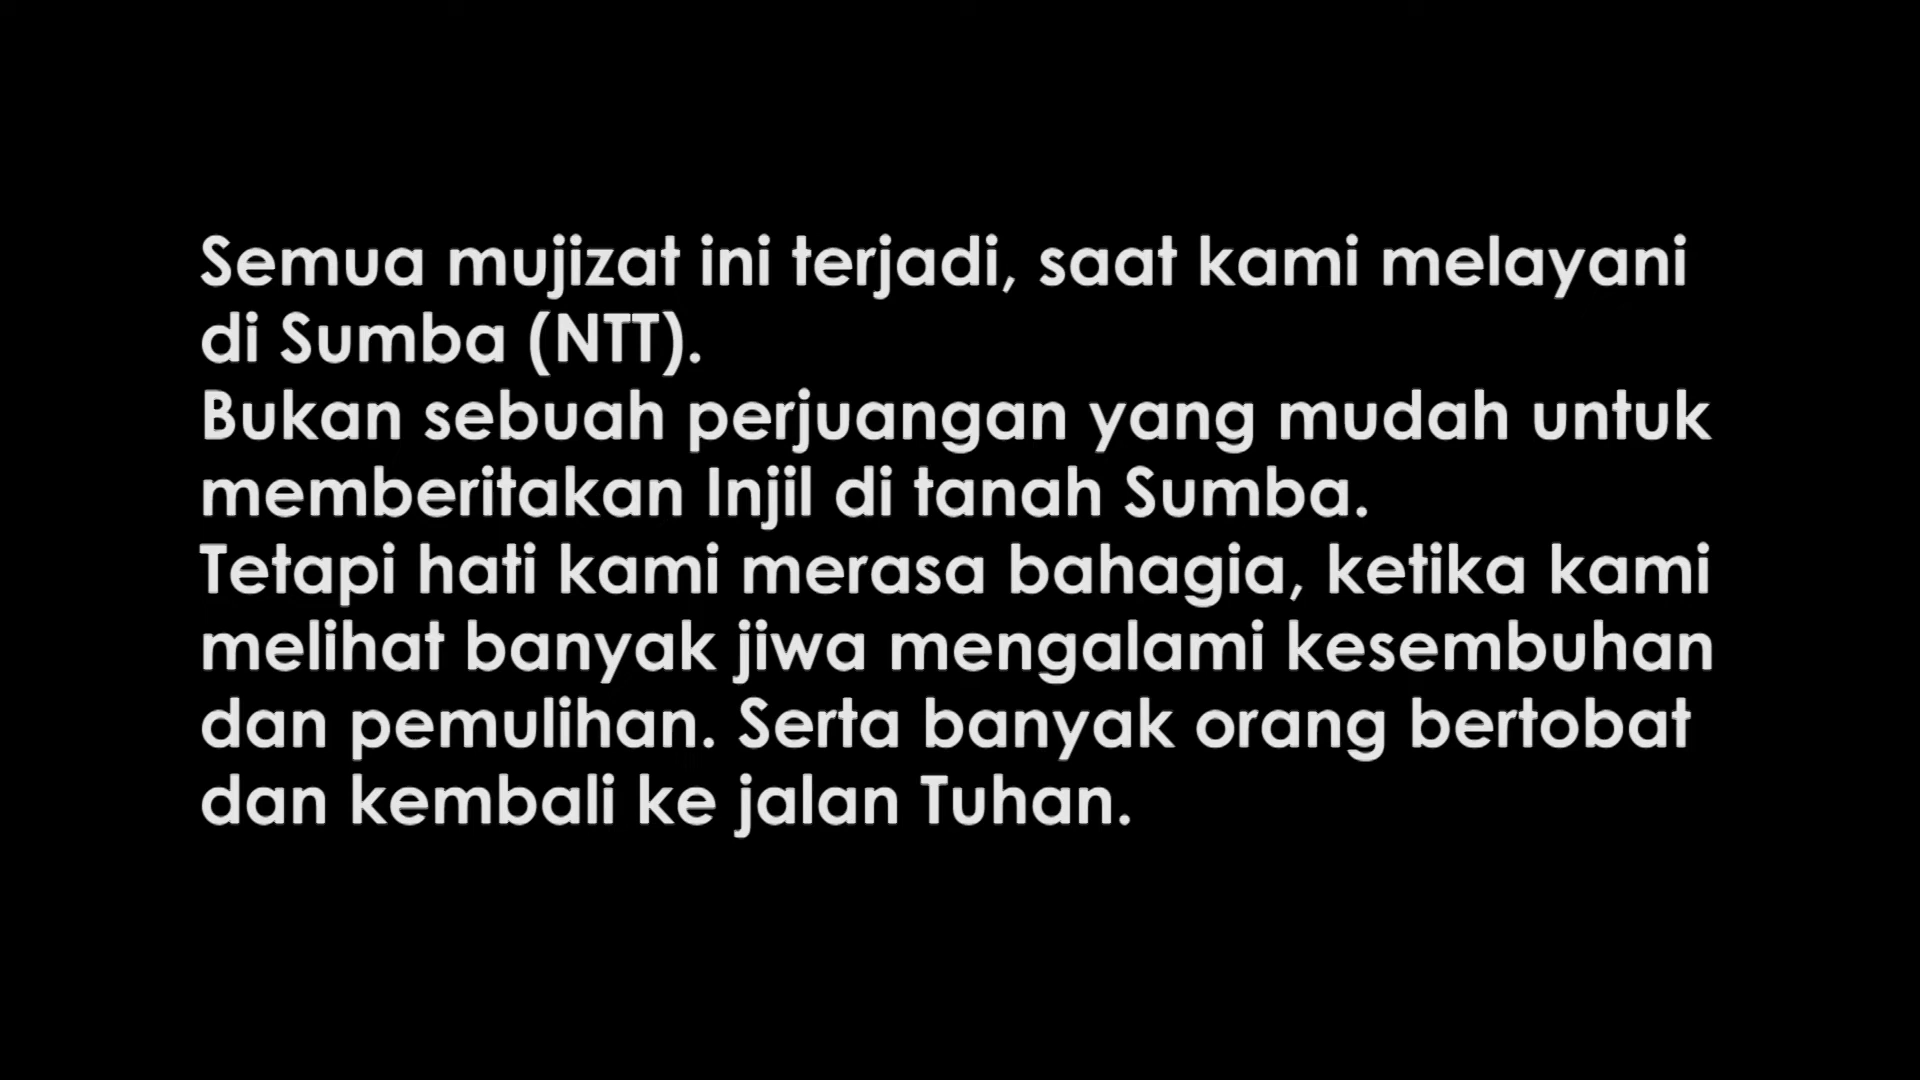 Semua mujizat ini terjadi, saat kami melayani
di Sumba (NTT).
Bukan sebuah perjuangan yang mudah untuk
memberitakan Injil di tanah Sumba.
Tetapi hati kami merasa bahagia, ketika kami
melihat banyak jiwa mengalami kesembuhan
dan pemulihan. Serta banyak orang bertobat
dan kembali ke jalan Tuhan.